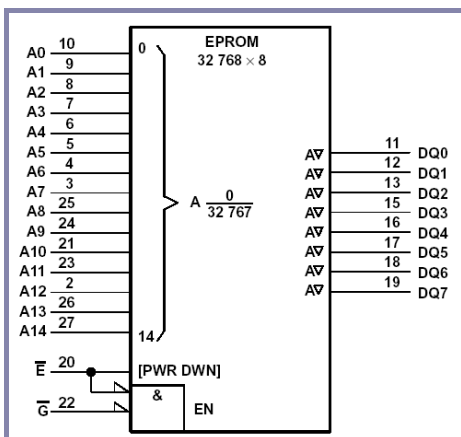 EPROM
32 768 × 8
A0 10 0
A1 9
A2 8
A3 7
A4 6
A5 5
A6 4
A7 3
A8 25
A9 24
A10 21
A11 23
A12 2
A13 26
A14 27 14
A 0
32 767
A∇ 11 DQ0
A∇ 12 DQ1
A∇ 13 DQ2
A∇ 15 DQ3
A∇ 16 DQ4
A∇ 17 DQ5
A∇ 18 DQ6
A∇ 19 DQ7
E̅ 20 [PWR DWN]
&
G̅ 22 EN